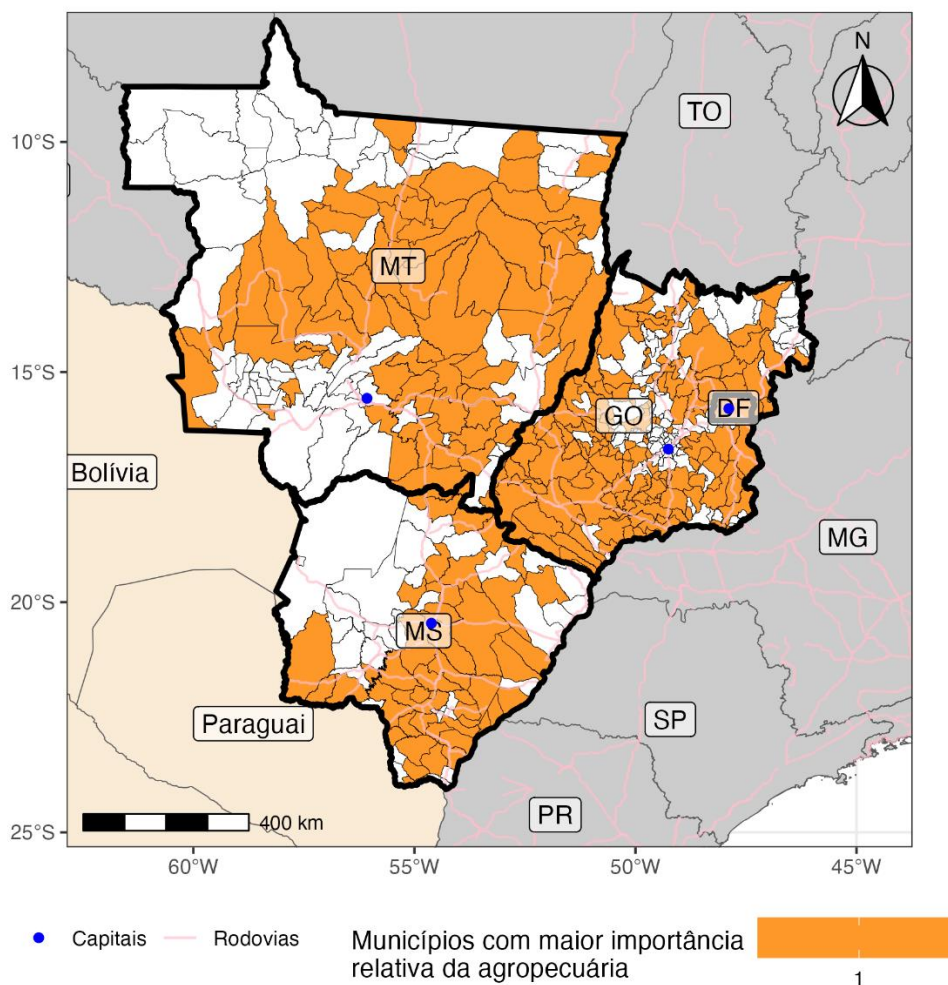 N
TO
10°S
MT
15°S
GO
DF
Bolívia
MG
20°S
MS
Paraguai
SP
PR
25°S
400 km
60°W 55°W 50°W 45°W
Capitais Rodovias
Municípios com maior importância
relativa da agropecuária
1